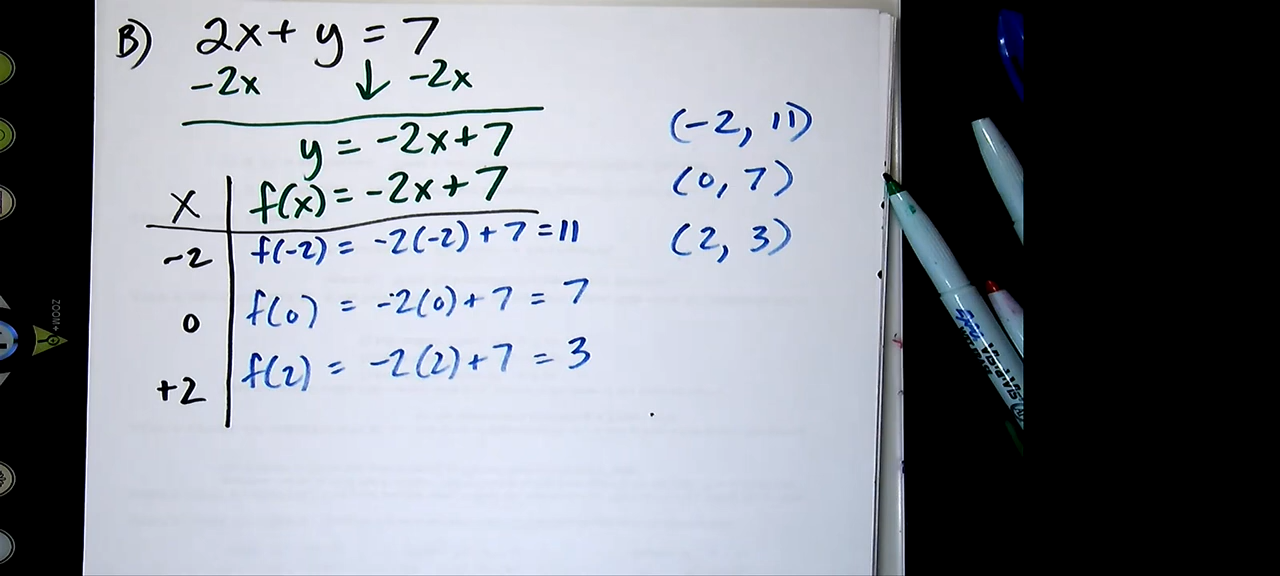 B) 2x + y = 7
-2x ↓ -2x
y = -2x + 7
x f(x) = -2x + 7
-2 f(-2) = -2(-2) + 7 = 11
0 f(0) = -2(0) + 7 = 7
+2 f(2) = -2(2) + 7 = 3
(-2, 11)
(0, 7)
(2, 3)
ZOOM+